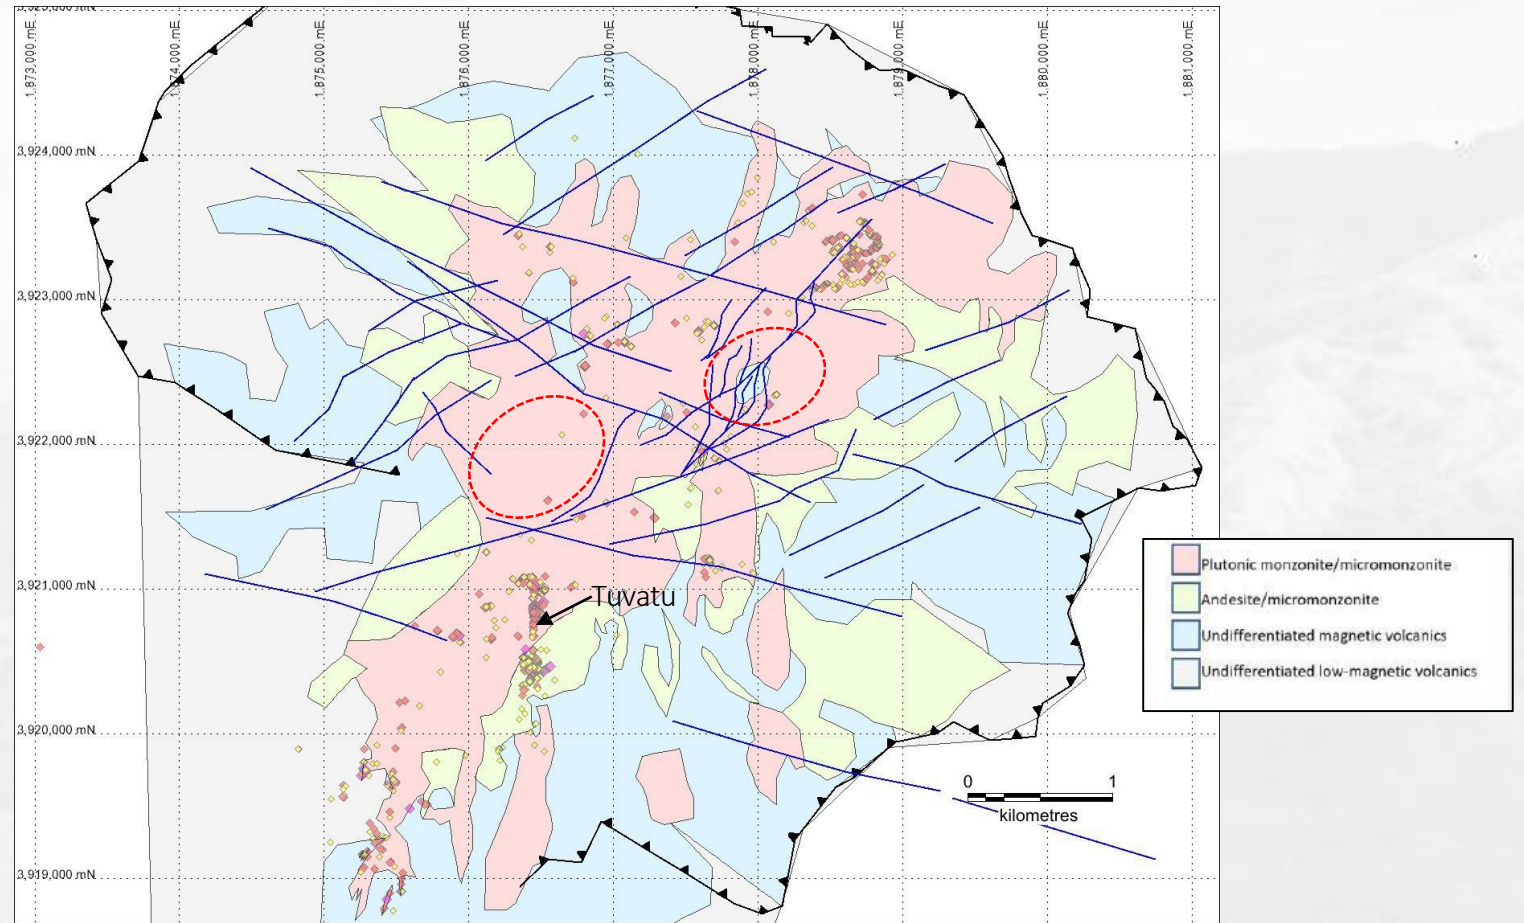 3,925,000 mN
1,873,000 mE
1,874,000 mE
1,875,000 mE
1,876,000 mE
1,877,000 mE
1,878,000 mE
1,879,000 mE
1,880,000 mE
1,881,000 mE
3,924,000 mN
3,923,000 mN
3,922,000 mN
3,921,000 mN
Tuvatu
Plutonic monzonite/micromonzonite
Andesite/micromonzonite
Undifferentiated magnetic volcanics
Undifferentiated low-magnetic volcanics
3,920,000 mN
0 1
kilometres
3,919,000 mN